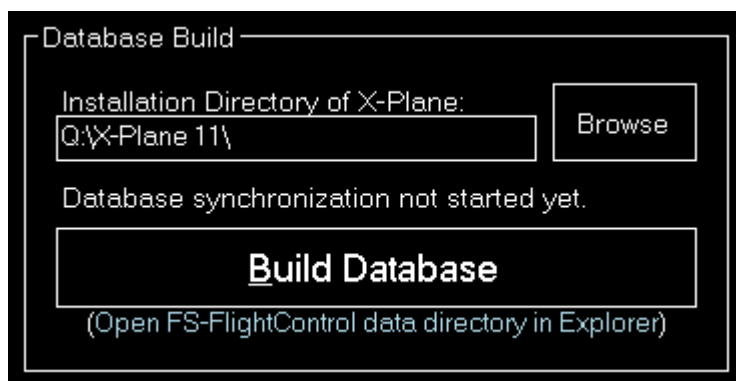 Database Build
Installation Directory of X-Plane:
Q:\X-Plane 11\
Browse
Database synchronization not started yet.
Build Database
(Open FS-FlightControl data directory in Explorer)